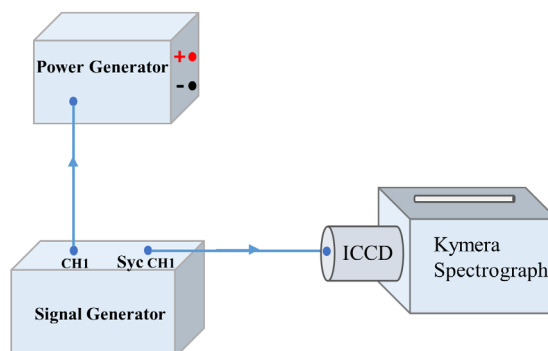 Power Generator
+
-
CH1
Syc CH1
Signal Generator
ICCD
Kymera
Spectrograph